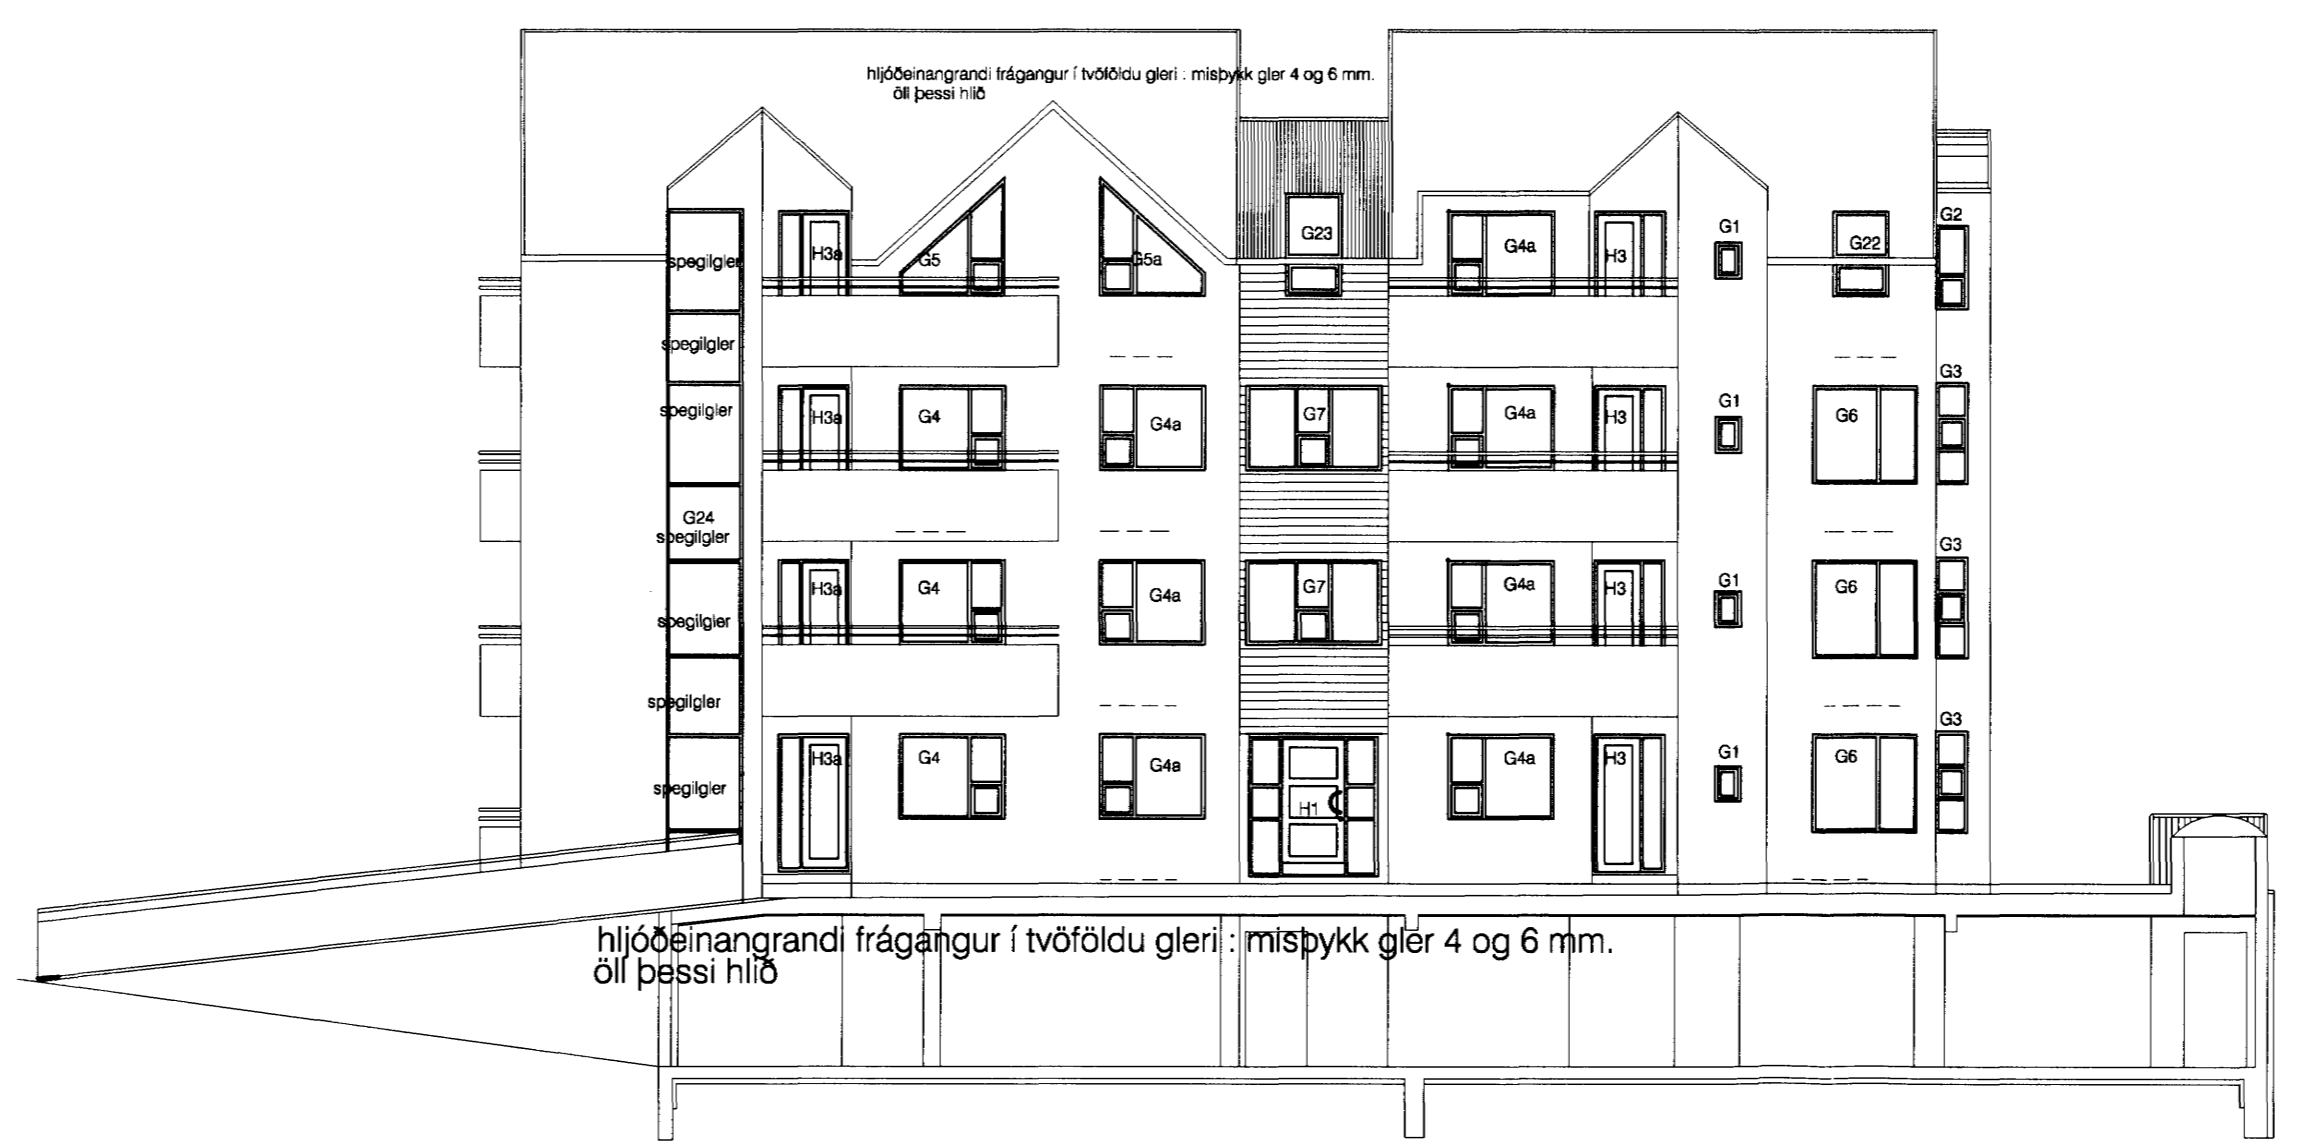 hljóðeinangrandi frágangur í tvöföldu gleri : misþykk gler 4 og 6 mm.
öll þessi hlið
G2
G1
G23
G22
G4a
H3a
H3
G5
G5a
spegilgler
spegilgler
G3
G1
spegilgler
H3a
G4
G4a
G7
G4a
H3
G6
G24
spegilgler
G3
G1
H3a
G4
G4a
G7
G4a
H3
G6
spegilgler
spegilgler
G3
G1
H3a
G4
G4a
G4a
H3
G6
spegilgler
H1
hljóðeinangrandi frágangur í tvöföldu gleri : misþykk gler 4 og 6 mm.
öll þessi hlið